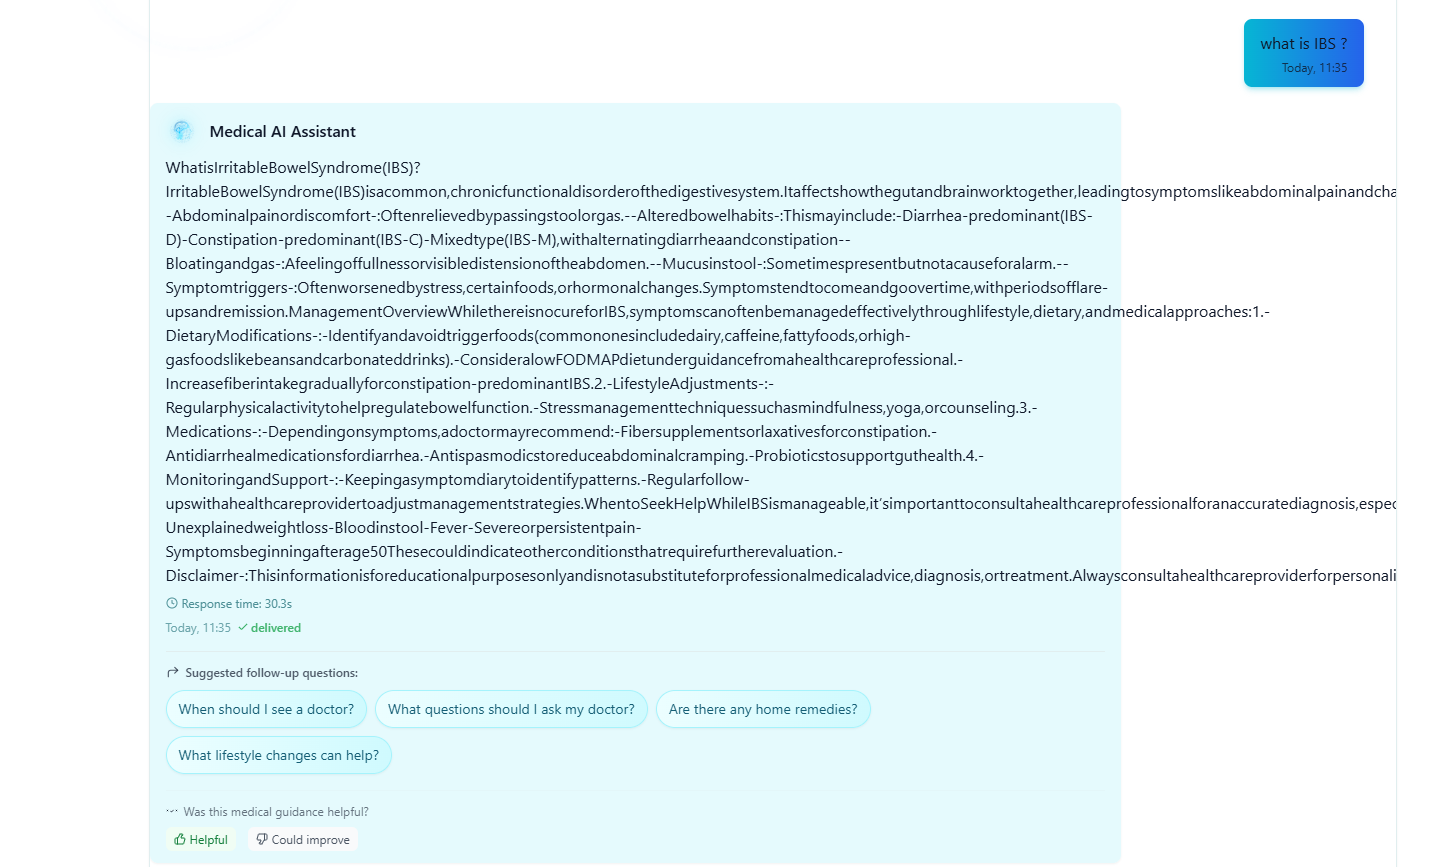 what is IBS ?
Today, 11:35
Medical AI Assistant
WhatisIrritableBowelSyndrome(IBS)?
IrritableBowelSyndrome(IBS)isacommon,chronicfunctionaldisorderofthedigestivesystem.Itaffectshowthegutandbrainworktogether,leadingtosymptomslikeabdominalpainandcha
-Abdominalpainordiscomfort-:Oftenrelievedbypassingstoolorgas.--Alteredbowelhabits-:Thismayinclude:-Diarrhea-predominant(IBS-
D)-Constipation-predominant(IBS-C)-Mixedtype(IBS-M),withalternatingdiarrheaandconstipation--
Bloatingandgas-:Afeelingoffullnessorvisibledistensionoftheabdomen.--Mucusinstool-:Sometimespresentbutnotacauseforalarm.--
Symptomtriggers-:Oftenworsenedbystress,certainfoods,orhormonalchanges.Symptomstendtocomeandgoovertime,withperiodsofflare-
upsandremission.ManagementOverviewWhilethereisnocureforIBS,symptomscanoftenbemanagedeffectivelythroughlifestyle,dietary,andmedicalapproaches:1.-
DietaryModifications-:-Identifyandavoidtriggerfoods(commononesincludedairy,caffeine,fattyfoods,orhigh-
gasfoodslikebeansandcarbonateddrinks).-ConsideralowFODMAPdietunderguidancefromahealthcareprofessional.-
Increasefiberintakegraduallyforconstipation-predominantIBS.2.-LifestyleAdjustments-:-
Regularphysicalactivitytohelpregulatebowelfunction.-Stressmanagementtechniquessuchasmindfulness,yoga,orcounseling.3.-
Medications-:-Dependingonsymptoms,adoctormayrecommend:-Fibersupplementsorlaxativesforconstipation.-
Antidiarrhealmedicationsfordiarrhea.-Antispasmodicstoreduceabdominalcramping.-Probioticstosupportguthealth.4.-
MonitoringandSupport-:-Keepingasymptomdiarytoidentifypatterns.-Regularfollow-
upswithahealthcareprovidertoadjustmanagementstrategies.WhentoSeekHelpWhileIBSismanageable,it’simportanttoconsultahealthcareprofessionalforanaccuratediagnosis,espec
Unexplainedweightloss-Bloodinstool-Fever-Severeorpersistentpain-
Symptomsbeginningafterage50Thesecouldindicateotherconditionsthatrequirefurtherevaluation.-
Disclaimer-:Thisinformationisforeducationalpurposesonlyandisnotasubstituteforprofessionalmedicaladvice,diagnosis,ortreatment.Alwaysconsultahealthcareproviderforpersonali
Response time: 30.3s
Today, 11:35 delivered
Suggested follow-up questions:
When should I see a doctor? What questions should I ask my doctor? Are there any home remedies?
What lifestyle changes can help?
Was this medical guidance helpful?
Helpful Could improve